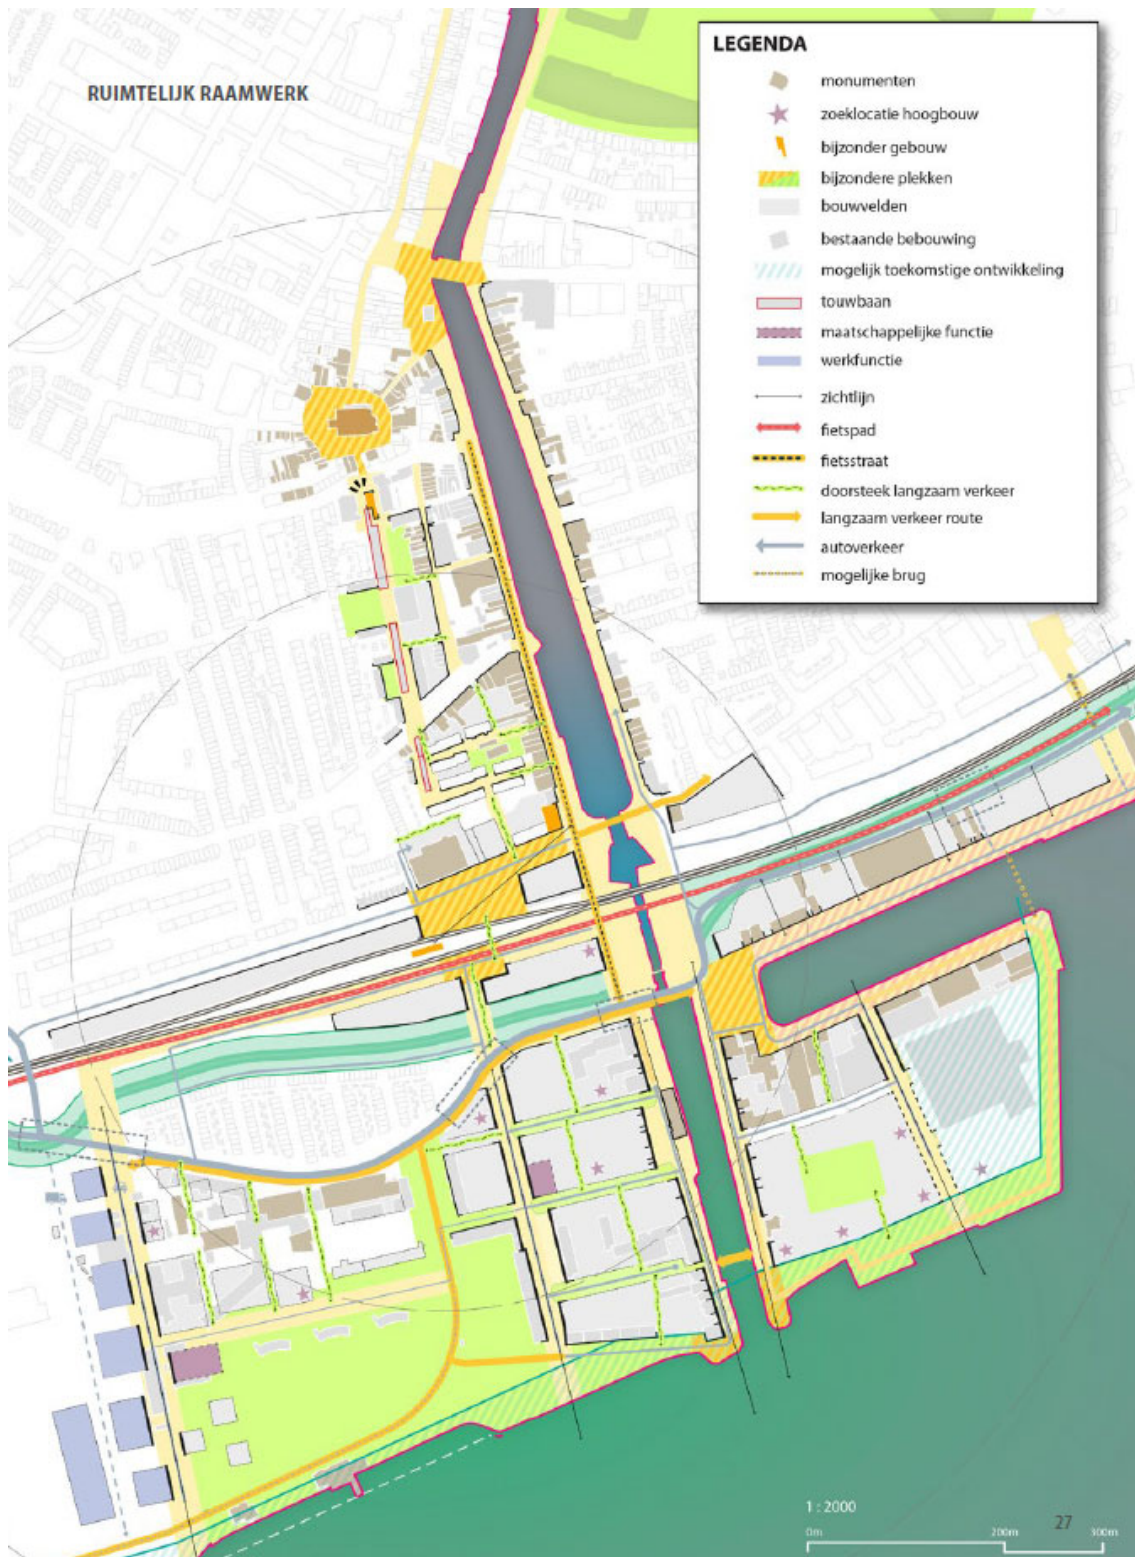 RUIMTELIJK RAAMWERK
LEGENDA
monumenten
zoeklocatie hoogbouw
bijzonder gebouw
bijzondere plekken
bouwvelden
bestaande bebouwing
mogelijk toekomstige ontwikkeling
touwbaan
maatschappelijke functie
werkfunctie
zichtlijn
fietspad
fietsstraat
doorsteek langzaam verkeer
langzaam verkeer route
autoverkeer
mogelijke brug
1 : 2000
27
0m 200m 300m